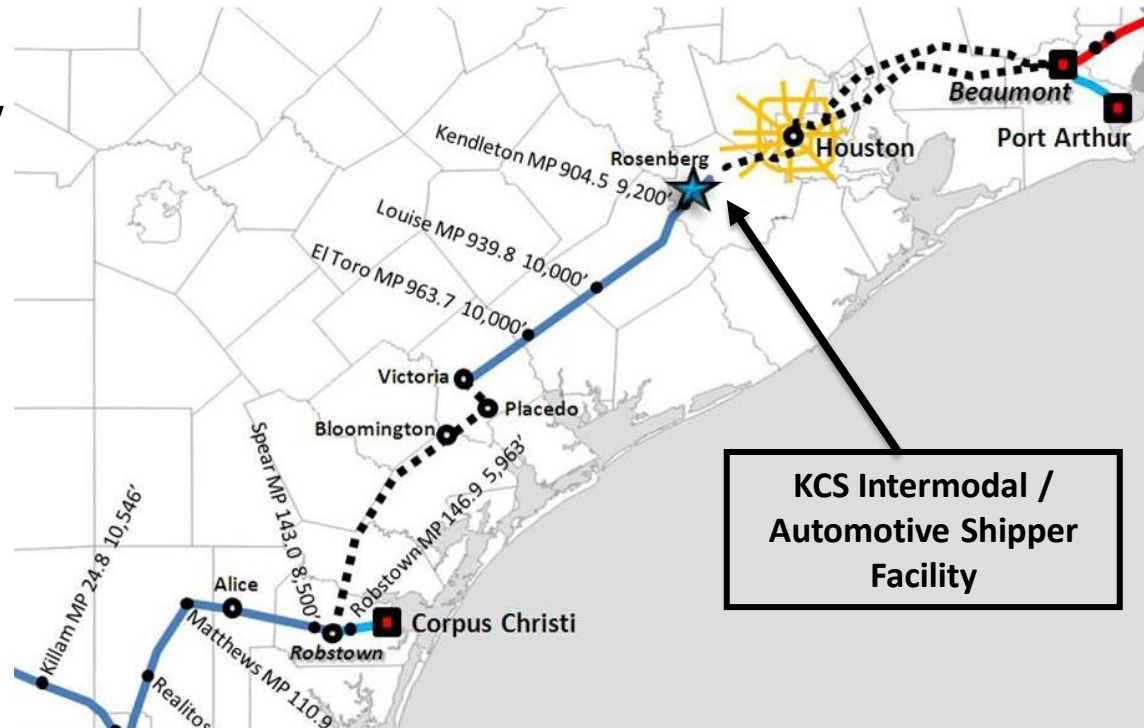 Beaumont
Port Arthur
Houston
Rosenberg
Kendleton MP 904.5 9,200’
Louise MP 939.8 10,000’
El Toro MP 963.7 10,000’
Victoria
Placedo
Bloomington
KCS Intermodal /
Automotive Shipper
Facility
Spear MP 143.0 8,500’
Robstown MP 146.9 5,963’
Killam MP 24.8 10,546’
Alice
Corpus Christi
Robstown
Matthews MP 110.9